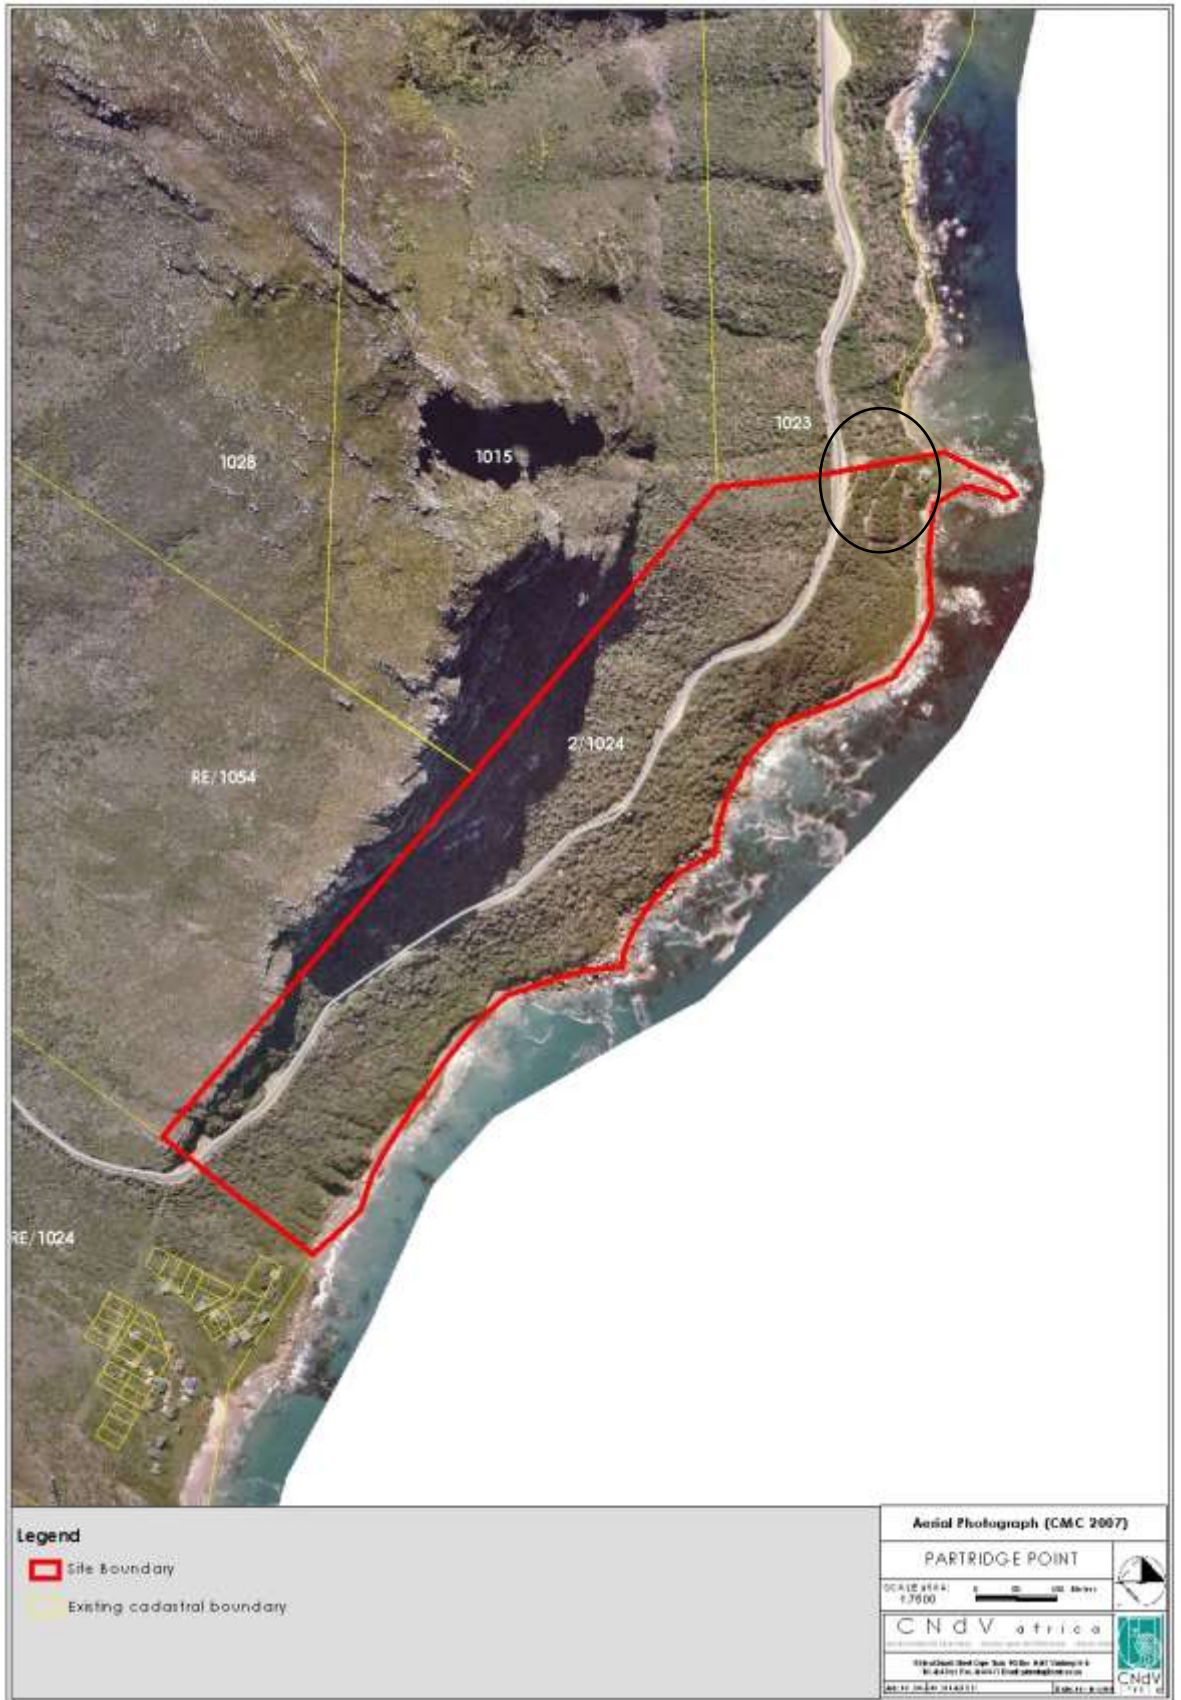 1023
1028
1015
2/1024
RE/1054
RE/1024
Legend
Site Boundary
Existing cadastral boundary
Aerial Photograph (CMC 2007)
PARTRIDGE POINT
1:7500
CNdV africa
CNdV